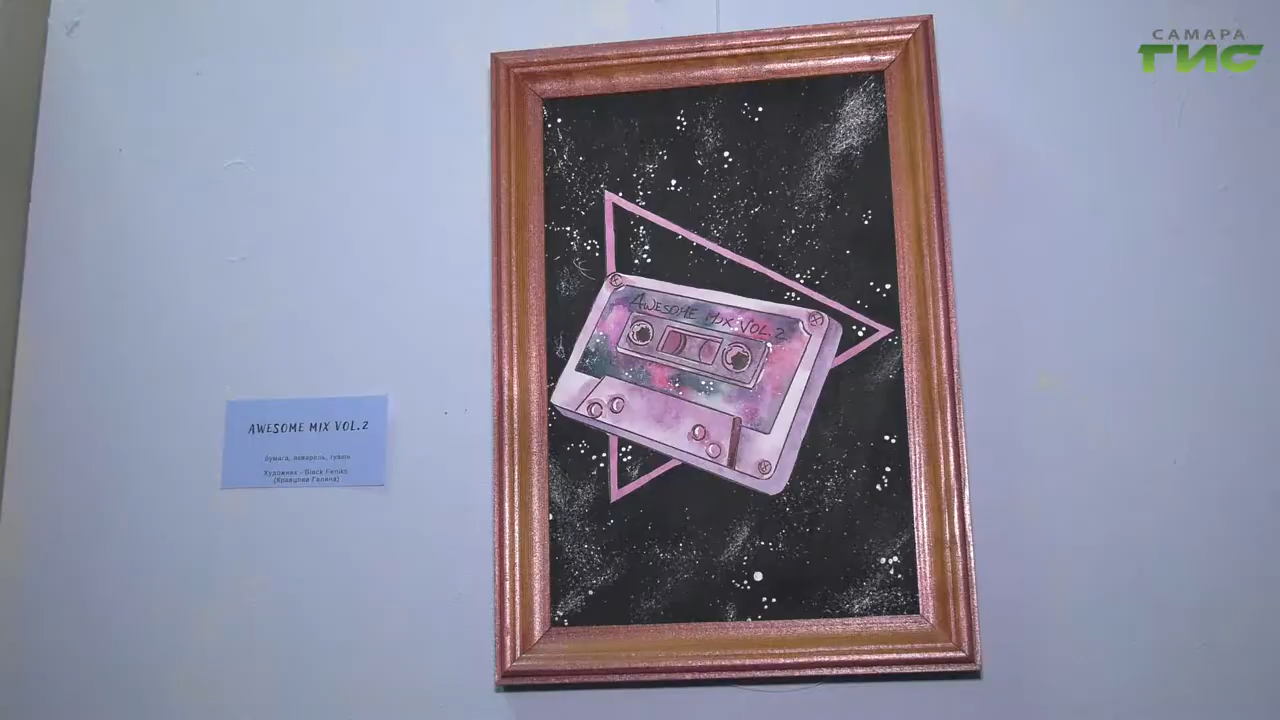 САМАРА
ГИС
AWESOME MIX VOL.2
AWESOME MIX VOL.2
бумага, акварель, гуашь
Художник - Black Feniks
(Кравцова Галина)